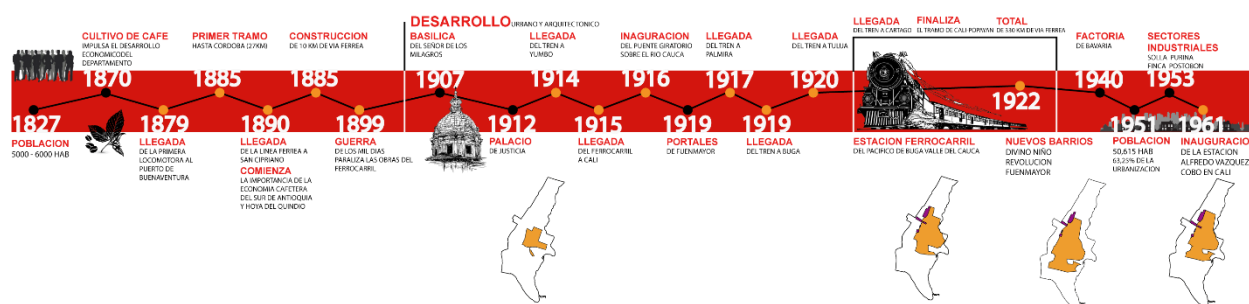 CULTIVO DE CAFE
IMPULSA EL DESARROLLO
ECONOMICODEL
DEPARTAMENTO
PRIMER TRAMO
HASTA CORDOBA (27KM)
CONSTRUCCION
DE 10 KM DE VIA FERREA
DESARROLLO URBANO Y ARQUITECTONICO
BASILICA
DEL SEÑOR DE LOS
MILAGROS
LLEGADA
DEL TREN A
YUMBO
INAGURACION
DEL PUENTE GIRATORIO
SOBRE EL RIO CAUCA
LLEGADA
DEL TREN A
PALMIRA
LLEGADA
DEL TREN A TULUA
LLEGADA
DEL TREN A CARTAGO
FINALIZA
EL TRAMO DE CALI POPAYAN
TOTAL
DE 330 KM DE VIA FERREA
FACTORIA
DE BAVARIA
SECTORES
INDUSTRIALES
SOLLA PURINA
FINCA POSTOBON
1870
1885
1885
1907
1914
1916
1917
1920
1922
1940
1953
1827
1879
1890
1899
1912
1915
1919
1919
1951
1961
POBLACION
5000 - 6000 HAB
LLEGADA
DE LA PRIMERA
LOCOMOTORA AL
PUERTO DE
BUENAVENTURA
LLEGADA
DE LA LINEA FERREA A
SAN CIPRIANO
COMIENZA
LA IMPORTANCIA DE LA
ECONOMIA CAFETERA
DEL SUR DE ANTIOQUIA
Y HOYA DEL QUINDIO
GUERRA
DE LOS MIL DIAS
PARALIZA LAS OBRAS DEL
FERROCARRIL
PALACIO
DE JUSTICIA
LLEGADA
DEL FERROCARRIL
A CALI
PORTALES
DE FUENMAYOR
LLEGADA
DEL TREN A BUGA
ESTACION FERROCARRIL
DEL PACIFICO DE BUGA VALLE DEL CAUCA
NUEVOS BARRIOS
DIVINO NIÑO
REVOLUCION
FUENMAYOR
POBLACION
50,615 HAB
63,25% DE LA
URBANIZACION
INAUGURACION
DE LA ESTACION
ALFREDO VAZQUEZ
COBO EN CALI